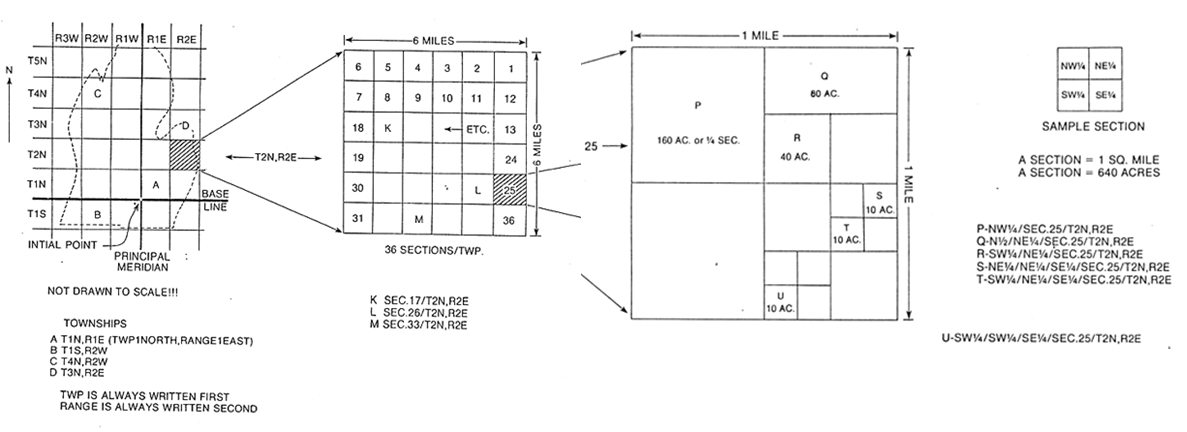 R3W R2W R1W R1E R2E
T5N
T4N
T3N
T2N
T1N
T1S
N
C
D
A
B
BASE
LINE
INTIAL POINT
PRINCIPAL
MERIDIAN
NOT DRAWN TO SCALE!!!
TOWNSHIPS
A T1N,R1E (TWP1NORTH,RANGE1EAST)
B T1S,R2W
C T4N,R2W
D T3N,R2E
TWP IS ALWAYS WRITTEN FIRST
RANGE IS ALWAYS WRITTEN SECOND
T2N,R2E
6 MILES
6 5 4 3 2 1
7 8 9 10 11 12
18 K ETC. 13
19 24
30 L 25
31 M 36
6 MILES
36 SECTIONS/TWP.
K SEC.17/T2N,R2E
L SEC.26/T2N,R2E
M SEC.33/T2N,R2E
25
1 MILE
P
160 AC. or ¼ SEC.
Q
80 AC.
R
40 AC.
S
10 AC.
T
10 AC.
U
10 AC.
1 MILE
NW¼ NE¼
SW¼ SE¼
SAMPLE SECTION
A SECTION = 1 SQ. MILE
A SECTION = 640 ACRES
P-NW¼/SEC.25/T2N,R2E
Q-N½/NE¼/SEC.25/T2N,R2E
R-SW¼/NE¼/SEC.25/T2N,R2E
S-NE¼/NE¼/SE¼/SEC.25/T2N,R2E
T-SW¼/NE¼/SE¼/SEC.25/T2N,R2E
U-SW¼/SW¼/SE¼/SEC.25/T2N,R2E